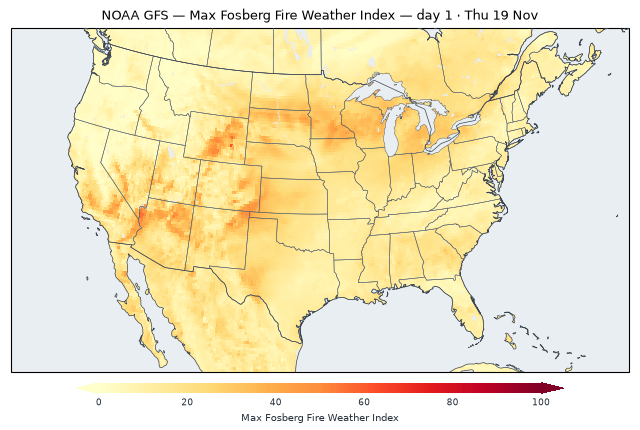 NOAA GFS — Max Fosberg Fire Weather Index — day 1 · Thu 19 Nov
0 20 40 60 80 100
Max Fosberg Fire Weather Index